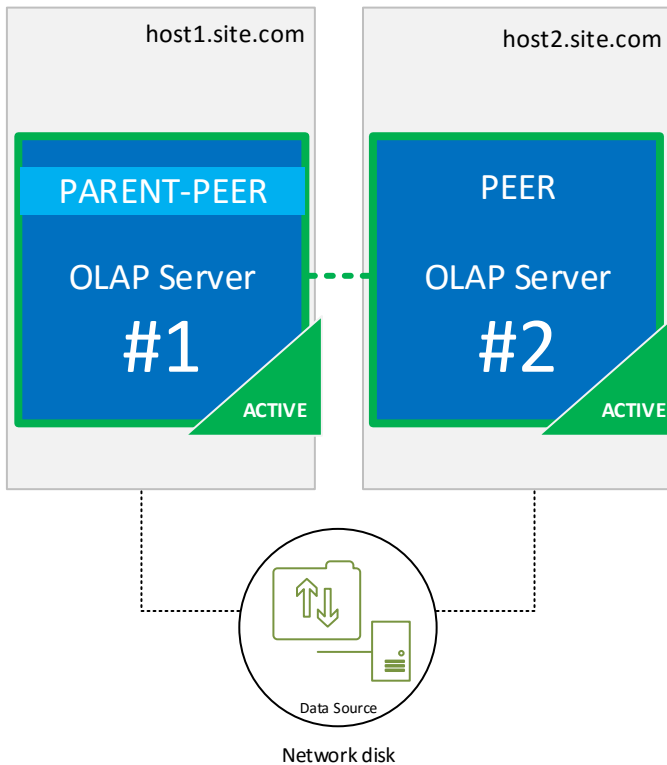 host1.site.com
PARENT-PEER
OLAP Server
#1
ACTIVE
host2.site.com
PEER
OLAP Server
#2
ACTIVE
Data Source
Network disk